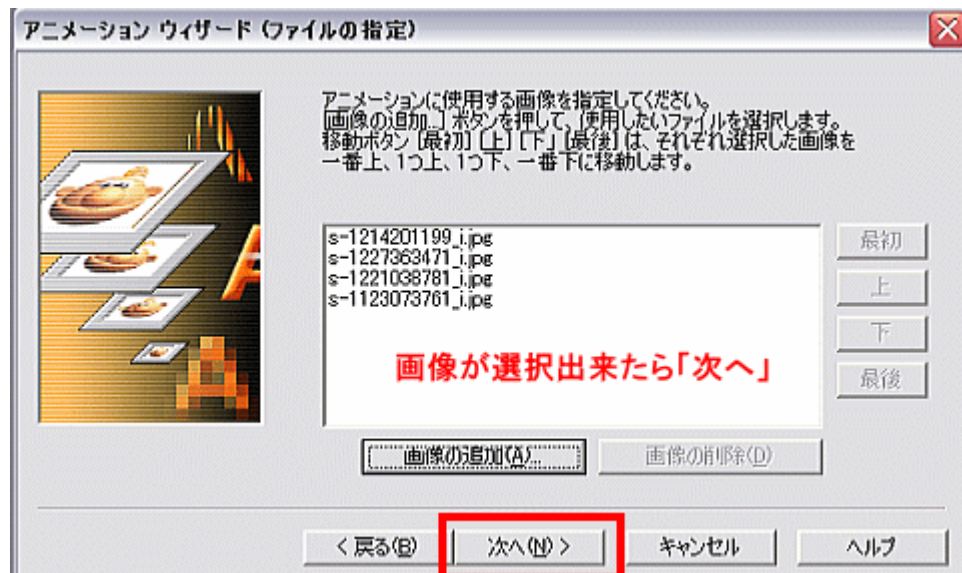 アニメーション ウィザード (ファイルの指定)
アニメーションに使用する画像を指定してください。
[画像の追加...] ボタンを押して、使用したいファイルを選択します。
移動ボタン [最初] [上] [下] [最後] は、それぞれ選択した画像を
一番上、1つ上、1つ下、一番下に移動します。
s-1214201199_i.jpg
s-1227363471_i.jpg
s-1221038781_i.jpg
s-1123073761_i.jpg
画像が選択出来たら「次へ」
最初
上
下
最後
画像の追加(A)... 画像の削除(D)
< 戻る(B) 次へ(N) > キャンセル ヘルプ